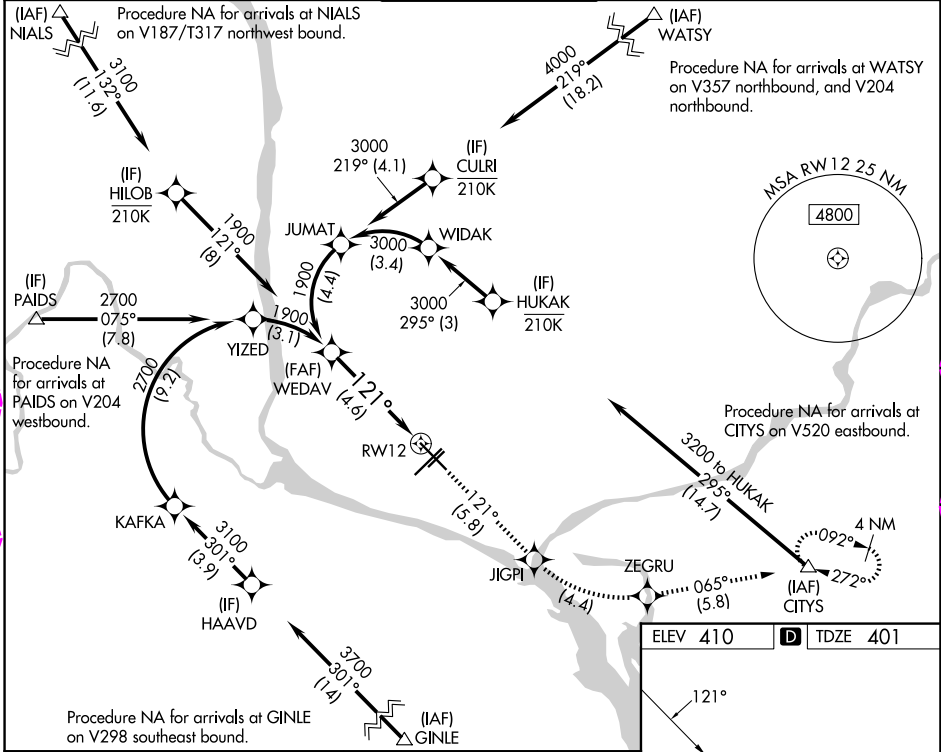 (IAF)
NIALS
Procedure NA for arrivals at NIALS
on V187/T317 northwest bound.
(IAF)
WATSY
3100
132°
(11.6)
4000
219°
(18.2)
Procedure NA for arrivals at WATSY
on V357 northbound, and V204
northbound.
3000
219° (4.1)
(IF)
CULRI
210K
(IF)
HILOB
210K
MSA RW12 25 NM
4800
1900
121°
(8)
JUMAT
3000
(3.4)
WIDAK
1900
(4.4)
(IF)
HUKAK
210K
3000
295° (3)
(IF)
PAIDS
2700
075°
(7.8)
1900
(3.1)
YIZED
(FAF)
WEDAV
Procedure NA
for arrivals at
PAIDS on V204
westbound.
2700
(9.2)
121°
(4.6)
RW12
Procedure NA for arrivals at
CITYS on V520 eastbound.
3200 to HUKAK
295°
(14.7)
121°
(5.8)
KAFKA
3100
301°
(3.9)
(IF)
HAAVD
JIGPI
(4.4)
ZEGRU
065°
(5.8)
092°
4 NM
272°
(IAF)
CITYS
ELEV 410
D
TDZE 401
121°
3700
301°
(14)
(IAF)
GINLE
Procedure NA for arrivals at GINLE
on V298 southeast bound.